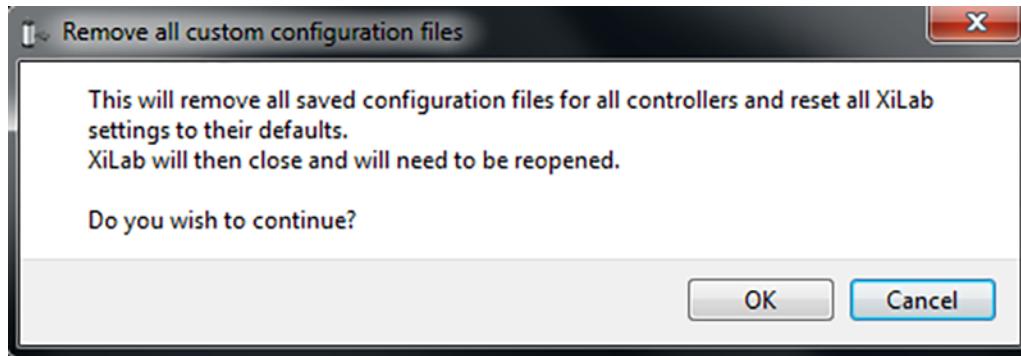 Remove all custom configuration files
This will remove all saved configuration files for all controllers and reset all XiLab
settings to their defaults.
XiLab will then close and will need to be reopened.
Do you wish to continue?
OK
Cancel